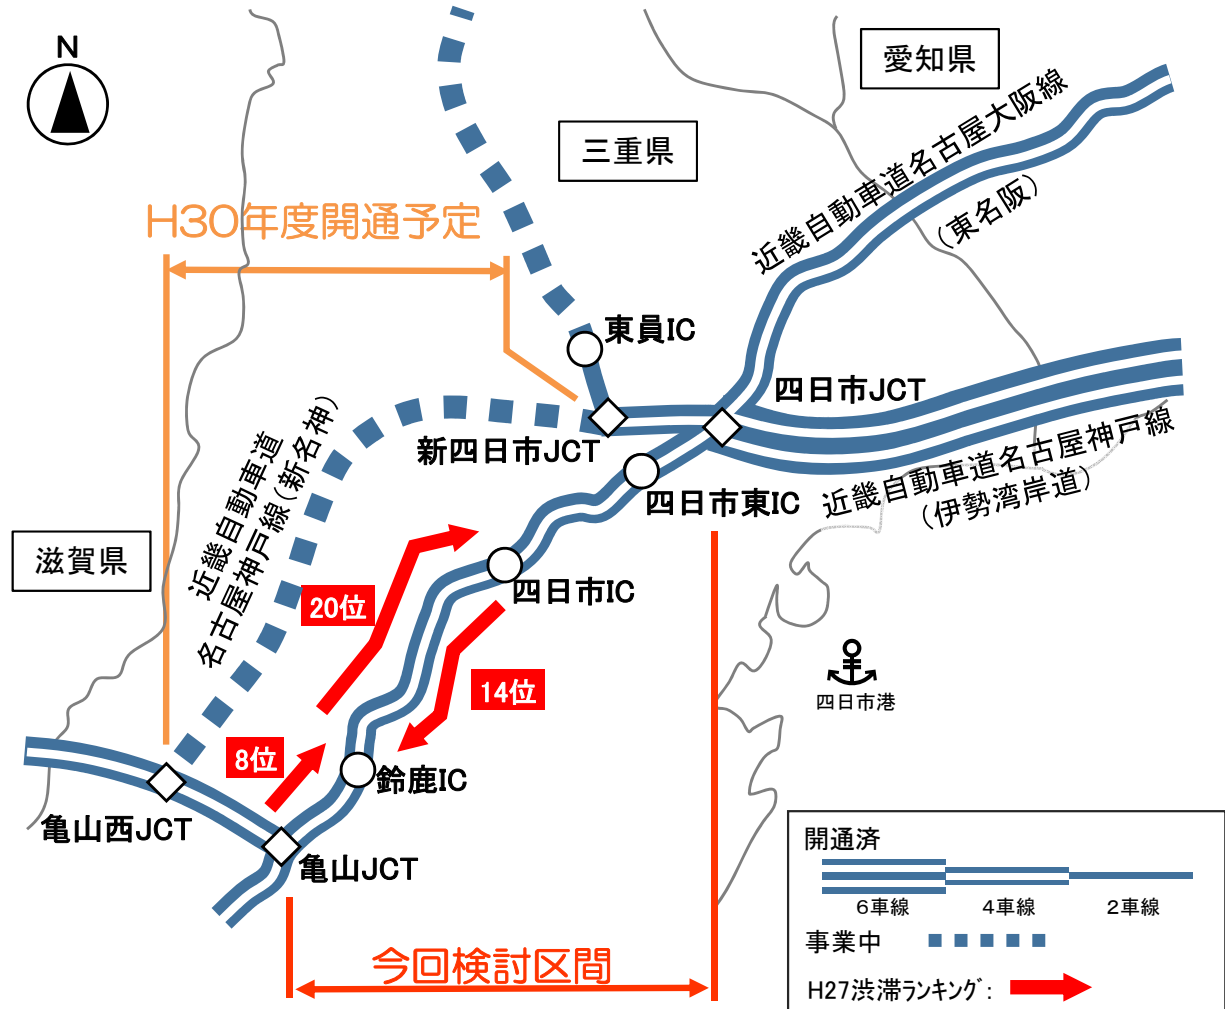 N
愛知県
三重県
近畿自動車道名古屋大阪線
(東名阪)
H30年度開通予定
東員IC
四日市JCT
新四日市JCT
近畿自動車道名古屋神戸線
(伊勢湾岸道)
四日市東IC
近畿自動車道
名古屋神戸線(新名神)
滋賀県
四日市IC
20位
14位
四日市港
8位
鈴鹿IC
亀山西JCT
亀山JCT
今回検討区間
開通済
6車線
4車線
2車線
事業中
H27渋滞ランキング: